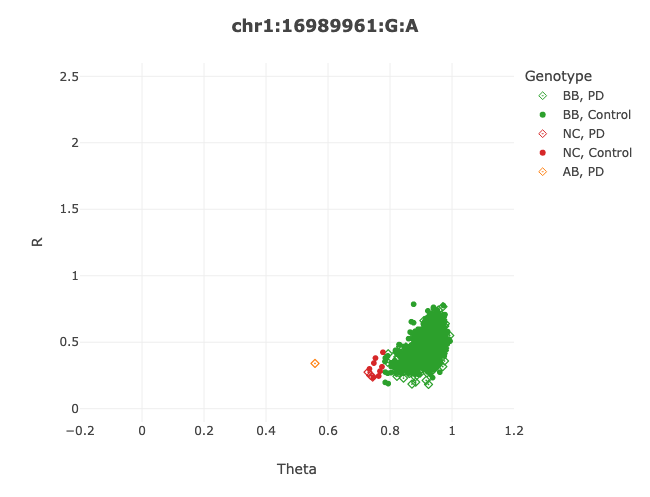 chr1:16989961:G:A
Genotype
BB, PD
BB, Control
NC, PD
NC, Control
AB, PD
2.5
2
1.5
1
0.5
0
R
−0.2 0 0.2 0.4 0.6 0.8 1 1.2
Theta